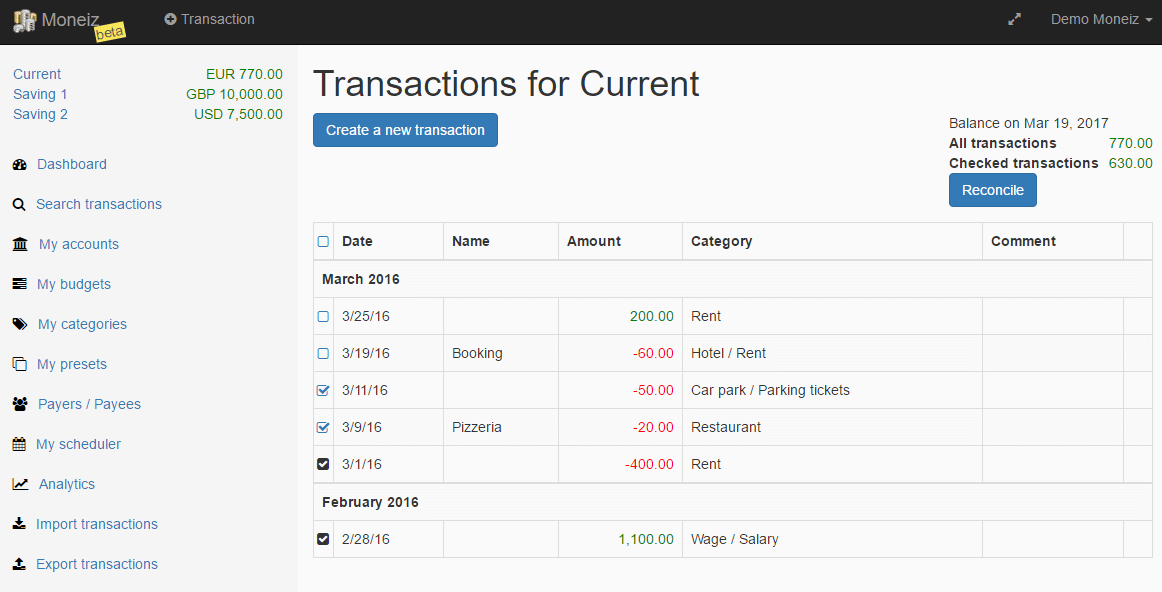 Moneiz beta Transaction Demo Moneiz
Current EUR 770.00
Saving 1 GBP 10,000.00
Saving 2 USD 7,500.00
Dashboard
Search transactions
My accounts
My budgets
My categories
My presets
Payers / Payees
My scheduler
Analytics
Import transactions
Export transactions
Transactions for Current
Create a new transaction
Balance on Mar 19, 2017
All transactions 770.00
Checked transactions 630.00
Reconcile
Date Name Amount Category Comment
March 2016
3/25/16 200.00 Rent
3/19/16 Booking -60.00 Hotel / Rent
3/11/16 -50.00 Car park / Parking tickets
3/9/16 Pizzeria -20.00 Restaurant
3/1/16 -400.00 Rent
February 2016
2/28/16 1,100.00 Wage / Salary